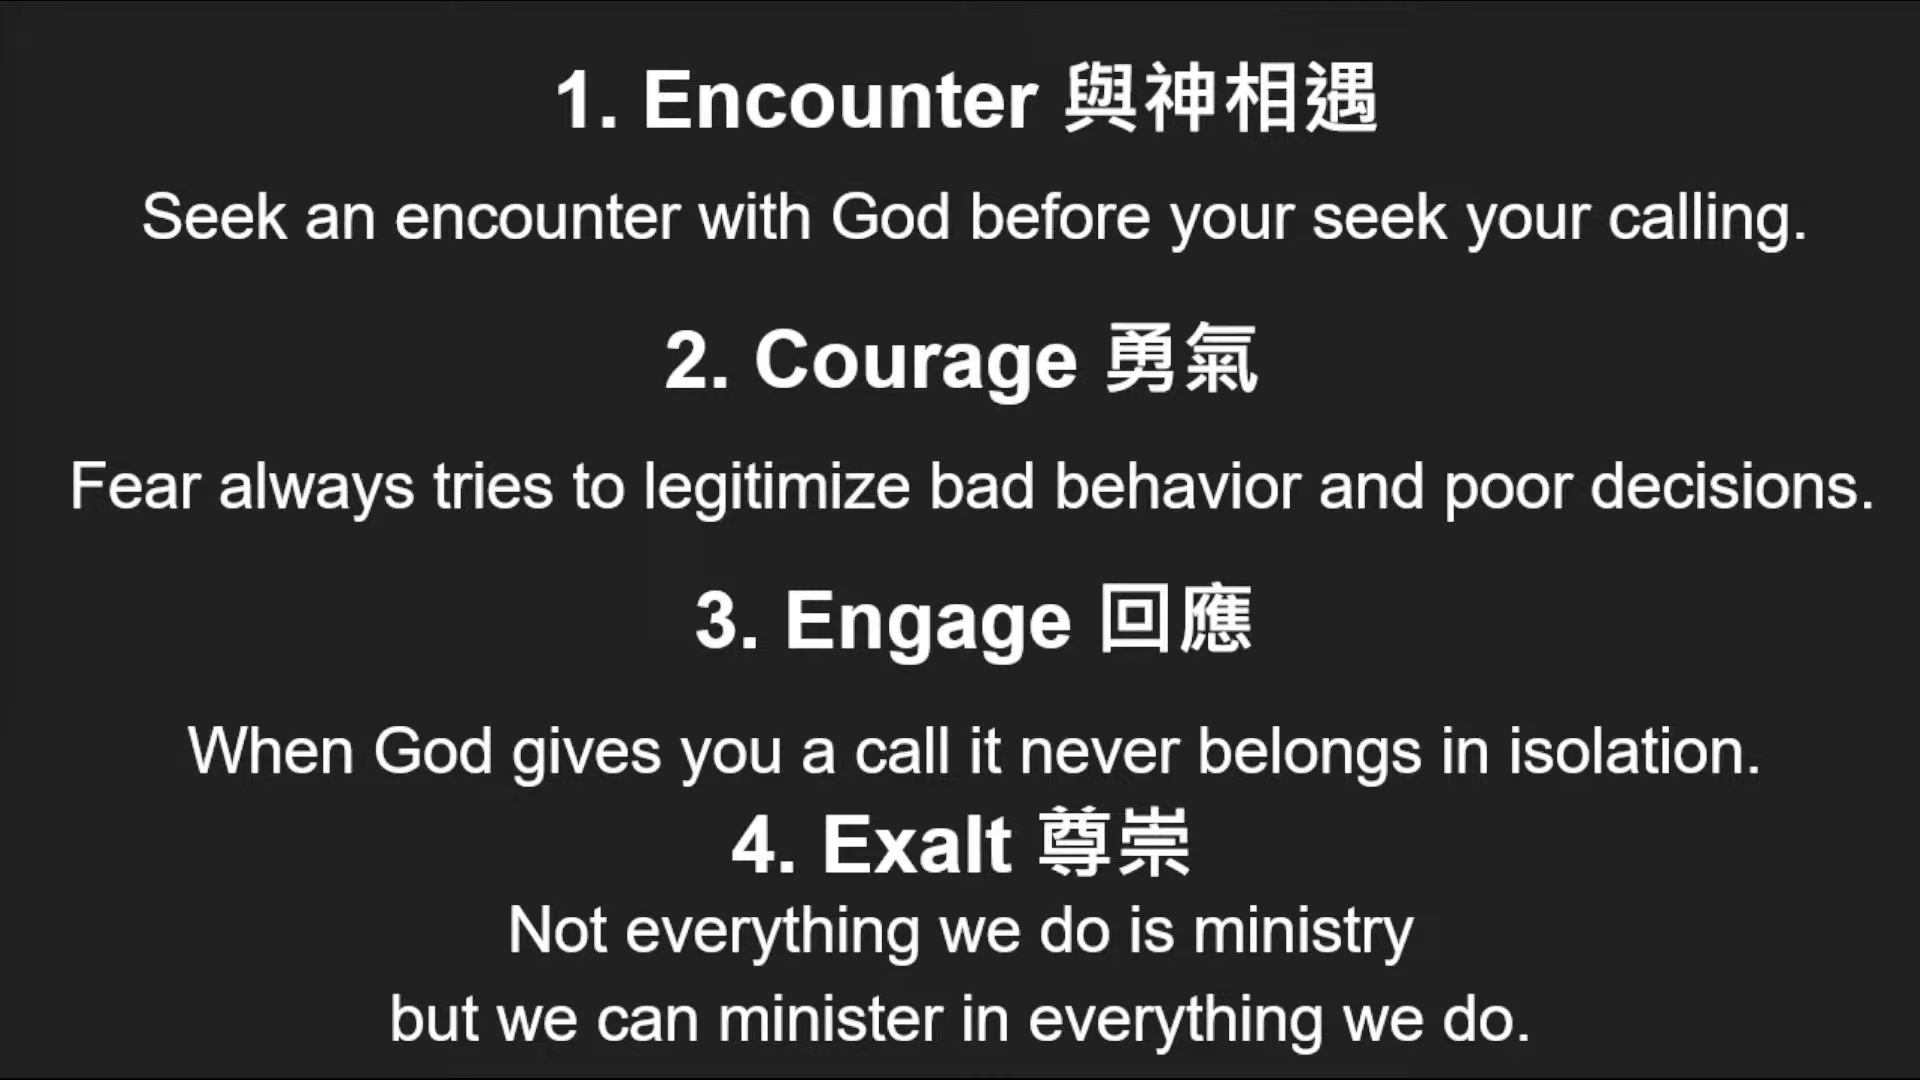 1. Encounter 與神相遇
Seek an encounter with God before your seek your calling.
2. Courage 勇氣
Fear always tries to legitimize bad behavior and poor decisions.
3. Engage 回應
When God gives you a call it never belongs in isolation.
4. Exalt 尊崇
Not everything we do is ministry
but we can minister in everything we do.